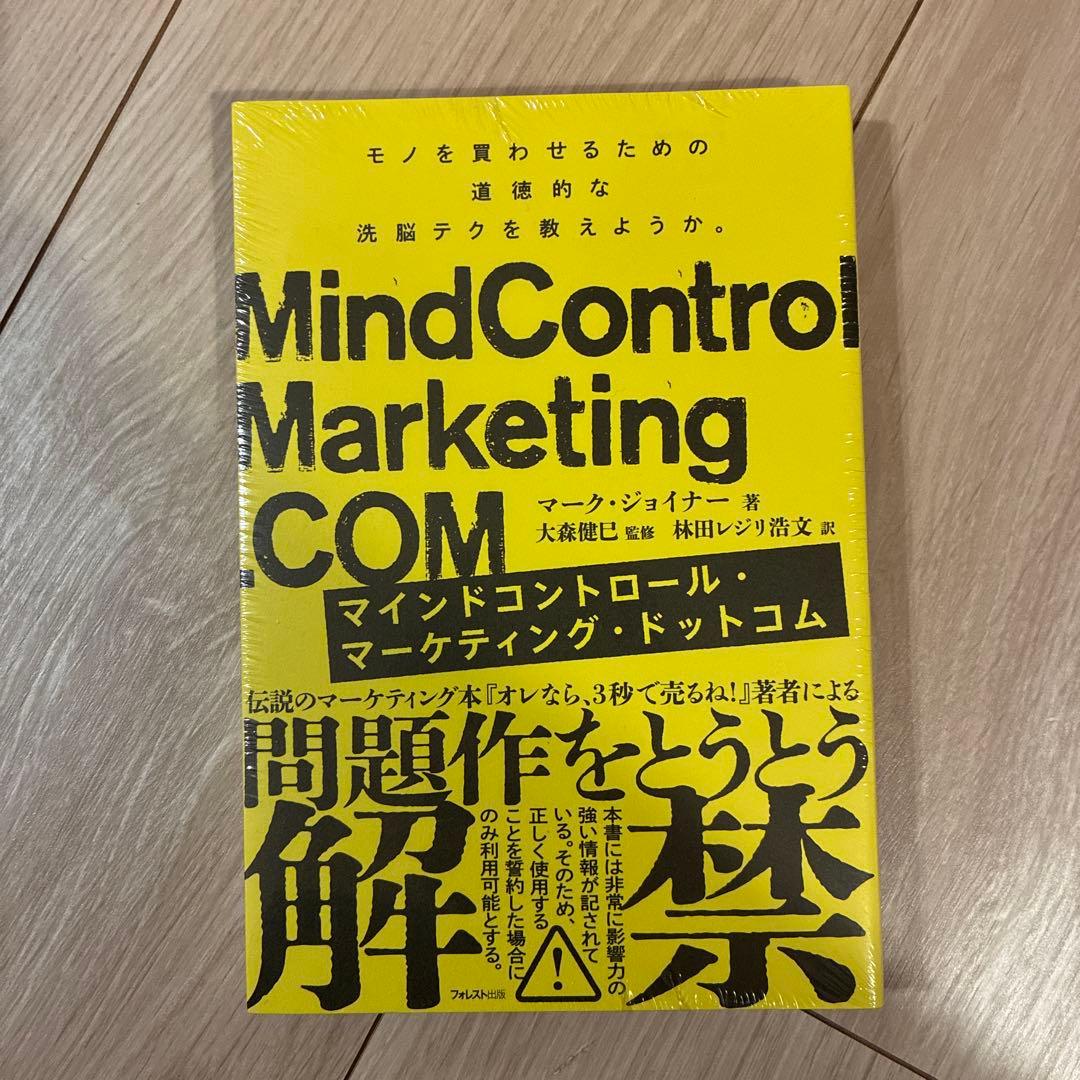 モノを買わせるための
道徳的な
洗脳テクを教えようか。
MindControl
Marketing
.COM
マーク・ジョイナー 著
大森健巳 監修 林田レジリ浩文 訳
マインドコントロール・
マーケティング・ドットコム
伝説のマーケティング本『オレなら、3秒で売るね!』著者による
問題作をとうとう
解禁
本書には非常に影響力の
強い情報が記されて
いる。そのため、
正しく使用する
ことを誓約した場合に
のみ利用可能とする。
フォレスト出版